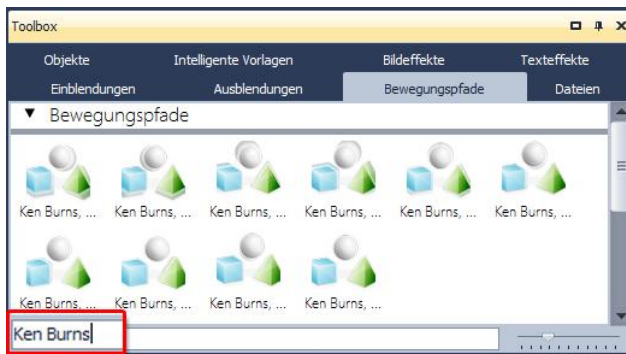 Toolbox
Objekte Intelligente Vorlagen Bildeffekte Texteffekte
Einblendungen Ausblendungen Bewegungspfade Dateien
Bewegungspfade
Ken Burns, ... Ken Burns, ... Ken Burns, ... Ken Burns, ... Ken Burns, ... Ken Burns, ...
Ken Burns, ... Ken Burns, ... Ken Burns, ... Ken Burns, ...
Ken Burns